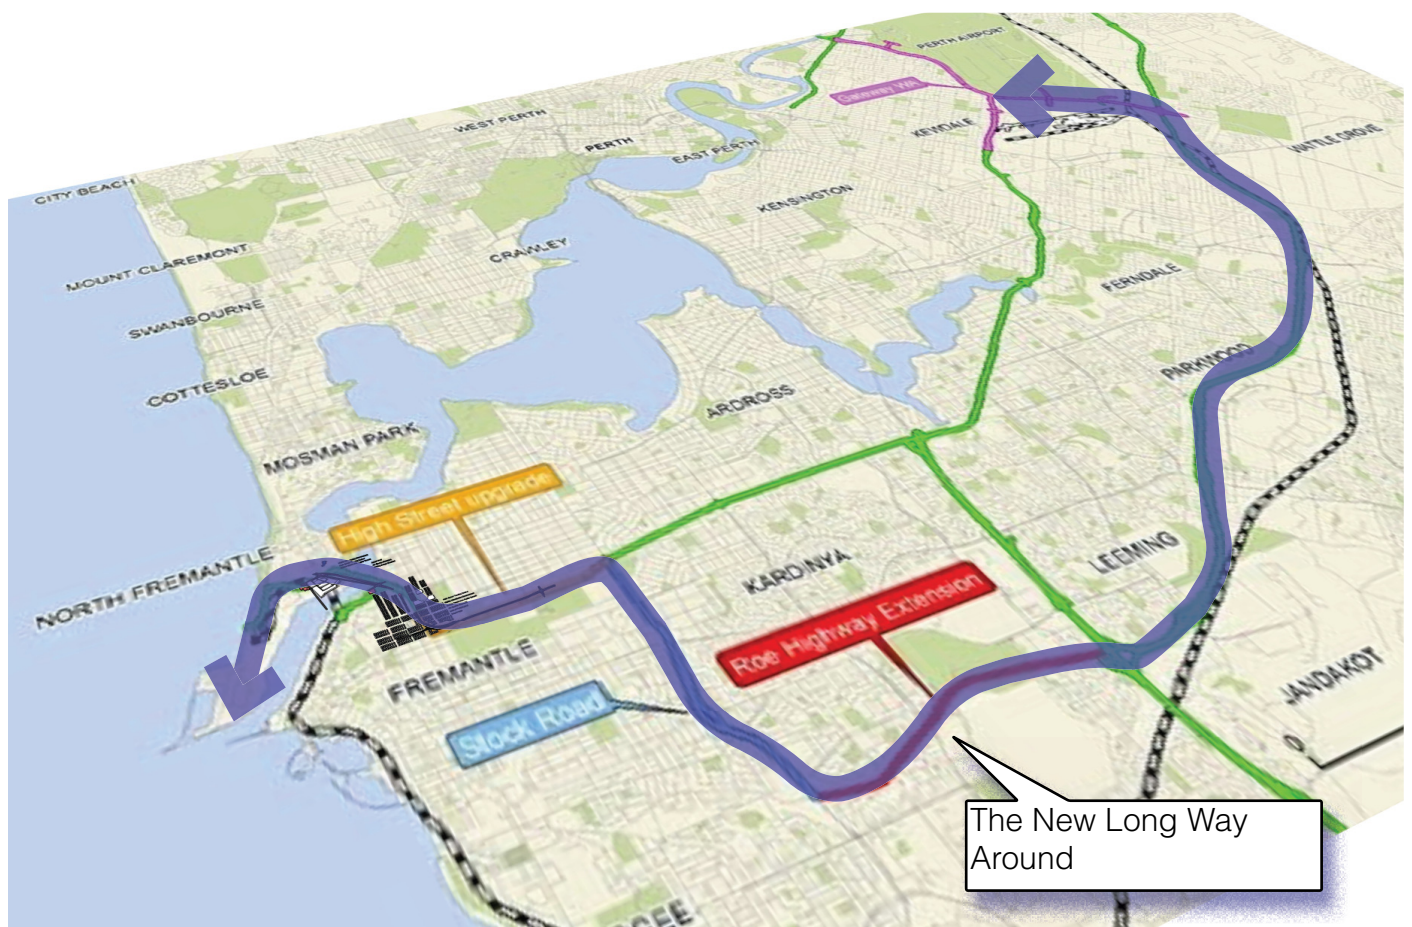 PERTH AIRPORT
Gateway WA
WEST PERTH
KEWDALE
PERTH
EAST PERTH
WATTLE GROVE
CITY BEACH
KENSINGTON
CRAWLEY
MOUNT CLAREMONT
FERNDALE
SWANBOURNE
PARKWOOD
COTTESLOE
ARDROSS
MOSMAN PARK
High Street upgrade
LEEMING
NORTH FREMANTLE
KARDINYA
Roe Highway Extension
FREMANTLE
JANDAKOT
Stock Road
0
The New Long Way
Around